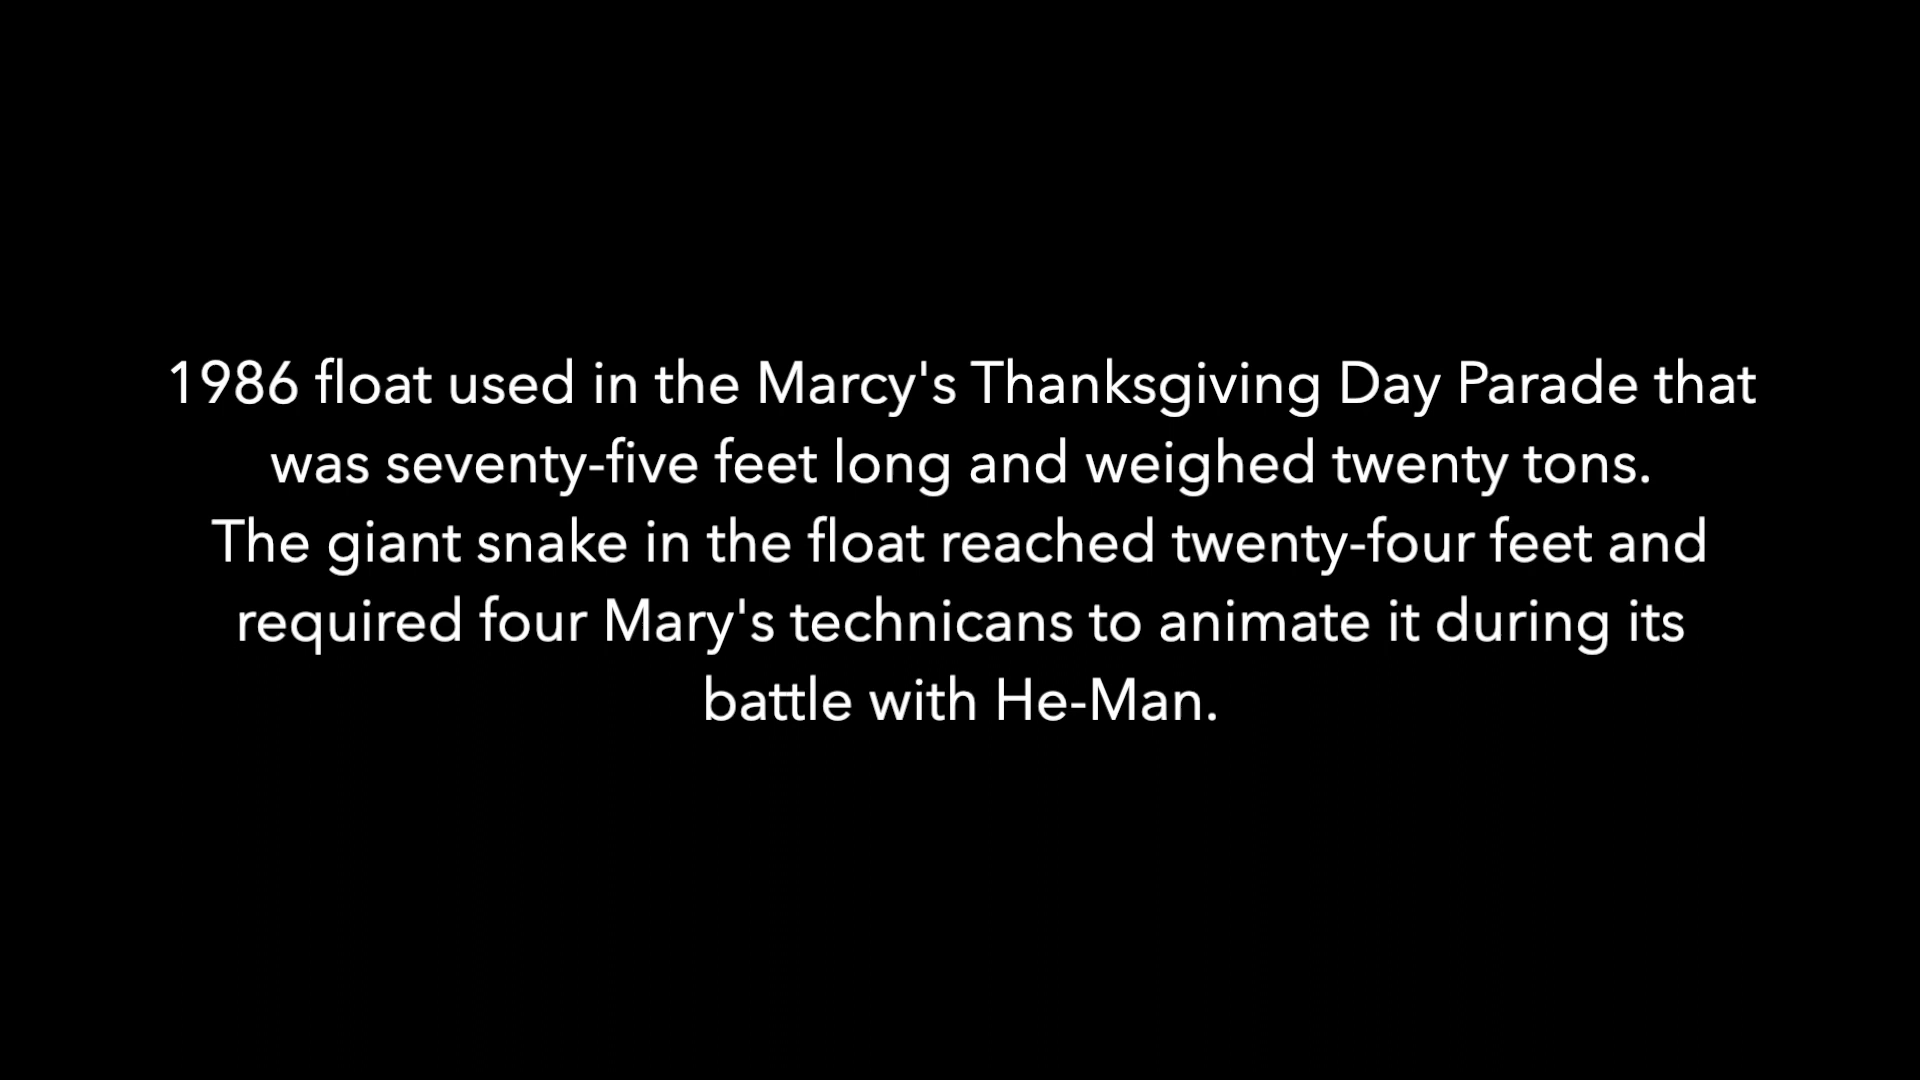 1986 float used in the Marcy's Thanksgiving Day Parade that
was seventy-five feet long and weighed twenty tons.
The giant snake in the float reached twenty-four feet and
required four Mary's technicans to animate it during its
battle with He-Man.